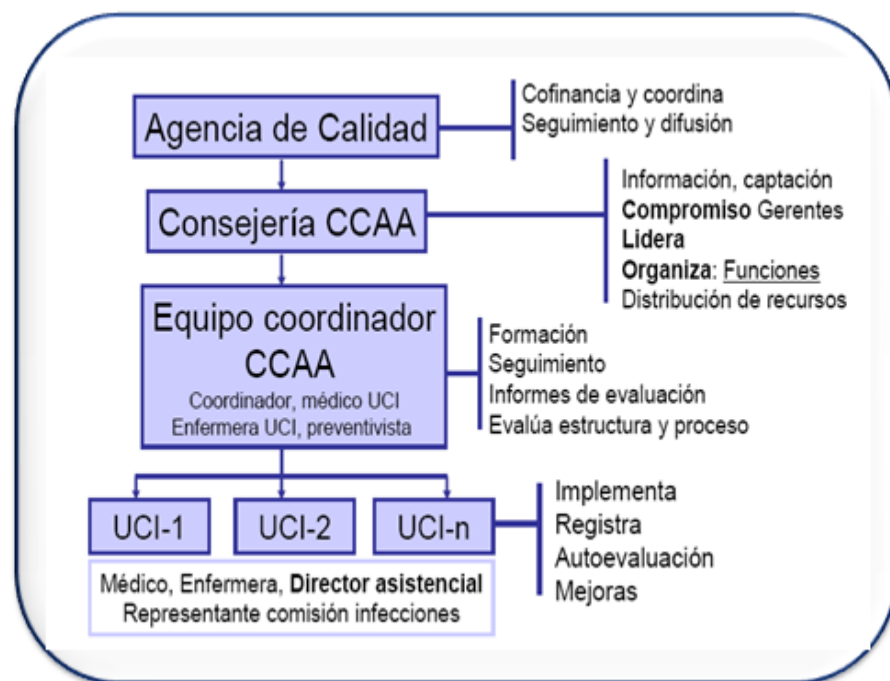 Agencia de Calidad
Cofinancia y coordina
Seguimiento y difusión
Consejería CCAA
Información, captación
Compromiso Gerentes
Lidera
Organiza: Funciones
Distribución de recursos
Equipo coordinador
CCAA
Coordinador, médico UCI
Enfermera UCI, preventivista
Formación
Seguimiento
Informes de evaluación
Evalúa estructura y proceso
UCI-1
UCI-2
UCI-n
Implementa
Registra
Autoevaluación
Mejoras
Médico, Enfermera, Director asistencial
Representante comisión infecciones